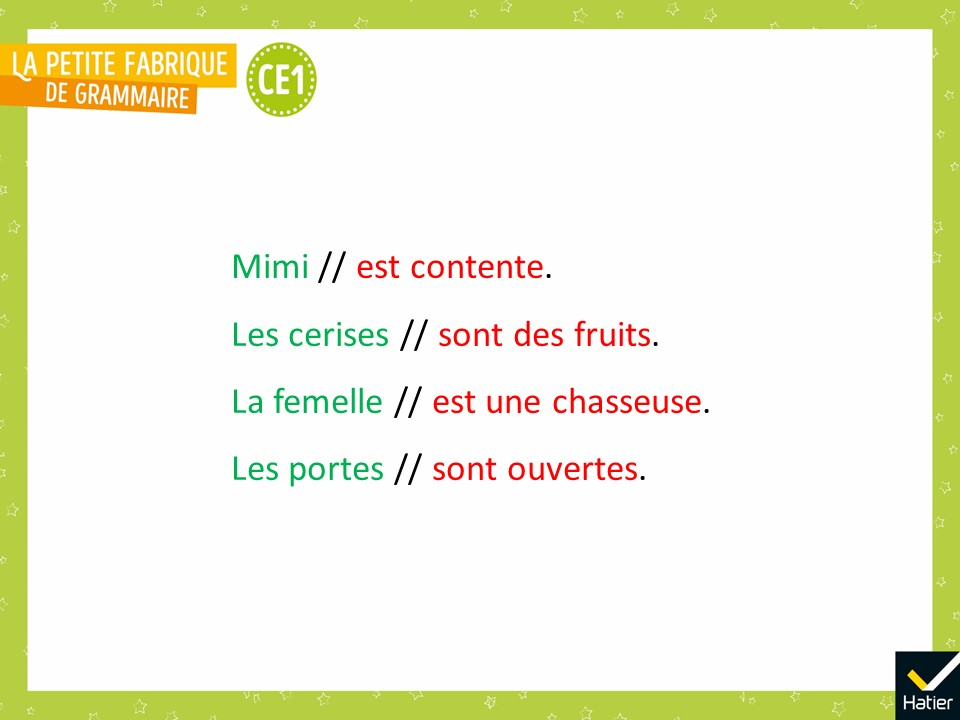 LA PETITE FABRIQUE
DE GRAMMAIRE
CE1
Mimi // est contente.
Les cerises // sont des fruits.
La femelle // est une chasseuse.
Les portes // sont ouvertes.
Hatier